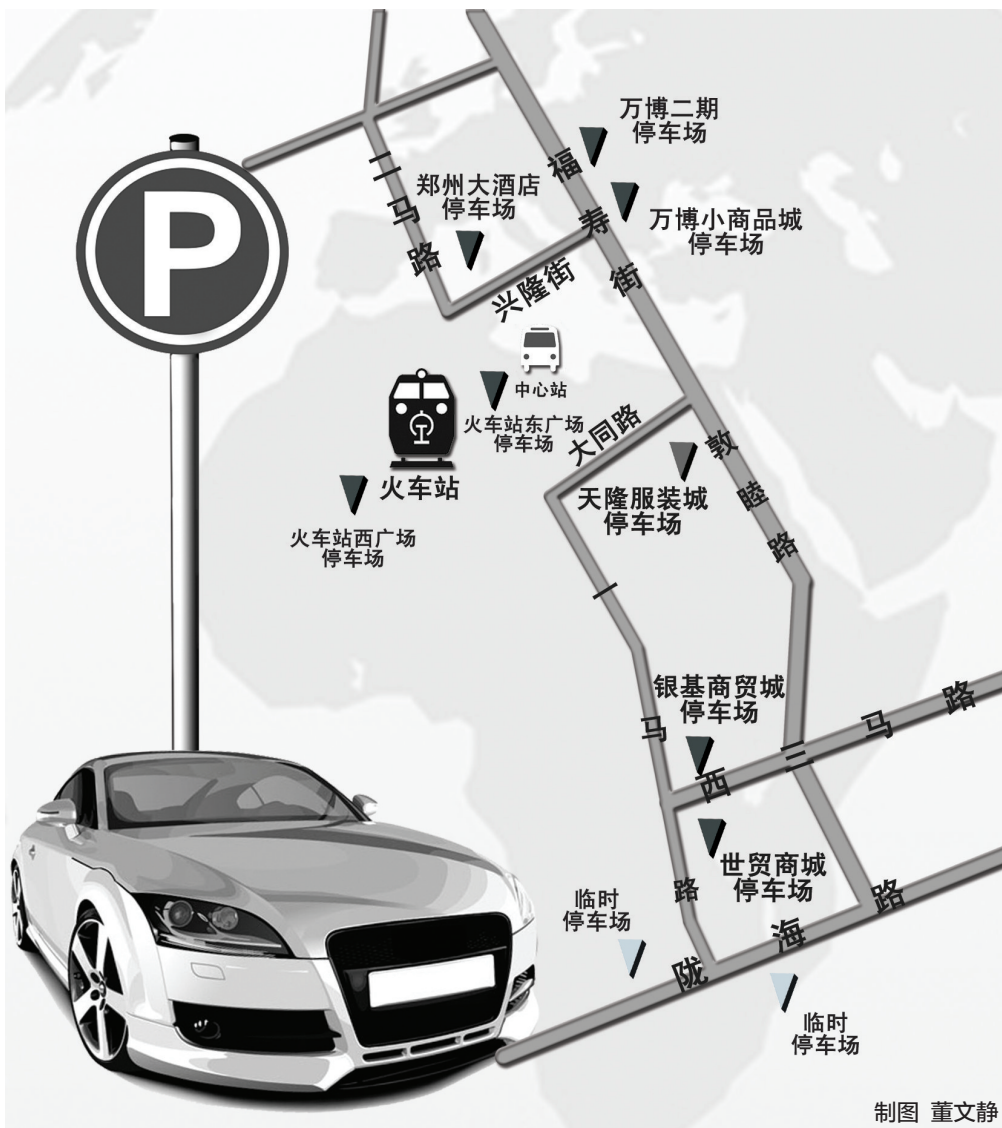 万博二期
停车场
P
福寿街
二马路
郑州大酒店
停车场
万博小商品城
停车场
兴隆街
中心站
火车站东广场
停车场
大同路
敦睦路
火车站
天隆服装城
停车场
火车站西广场
停车场
一马路
银基商贸城
停车场
西三马路
世贸商城
停车场
临时
停车场
陇海路
临时
停车场
制图 董文静